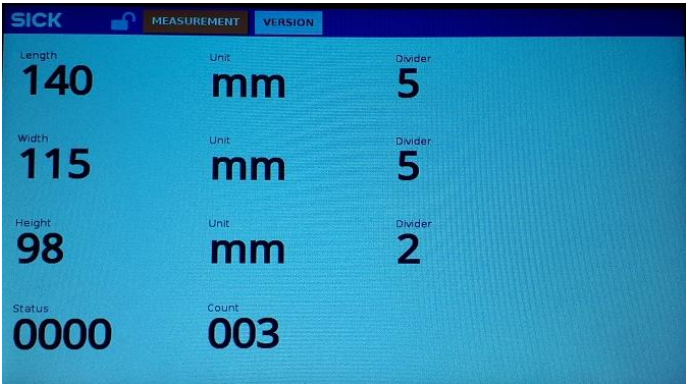 SICK MEASUREMENT VERSION
Length Unit Divider
140 mm 5
Width Unit Divider
115 mm 5
Height Unit Divider
98 mm 2
Status Count
0000 003